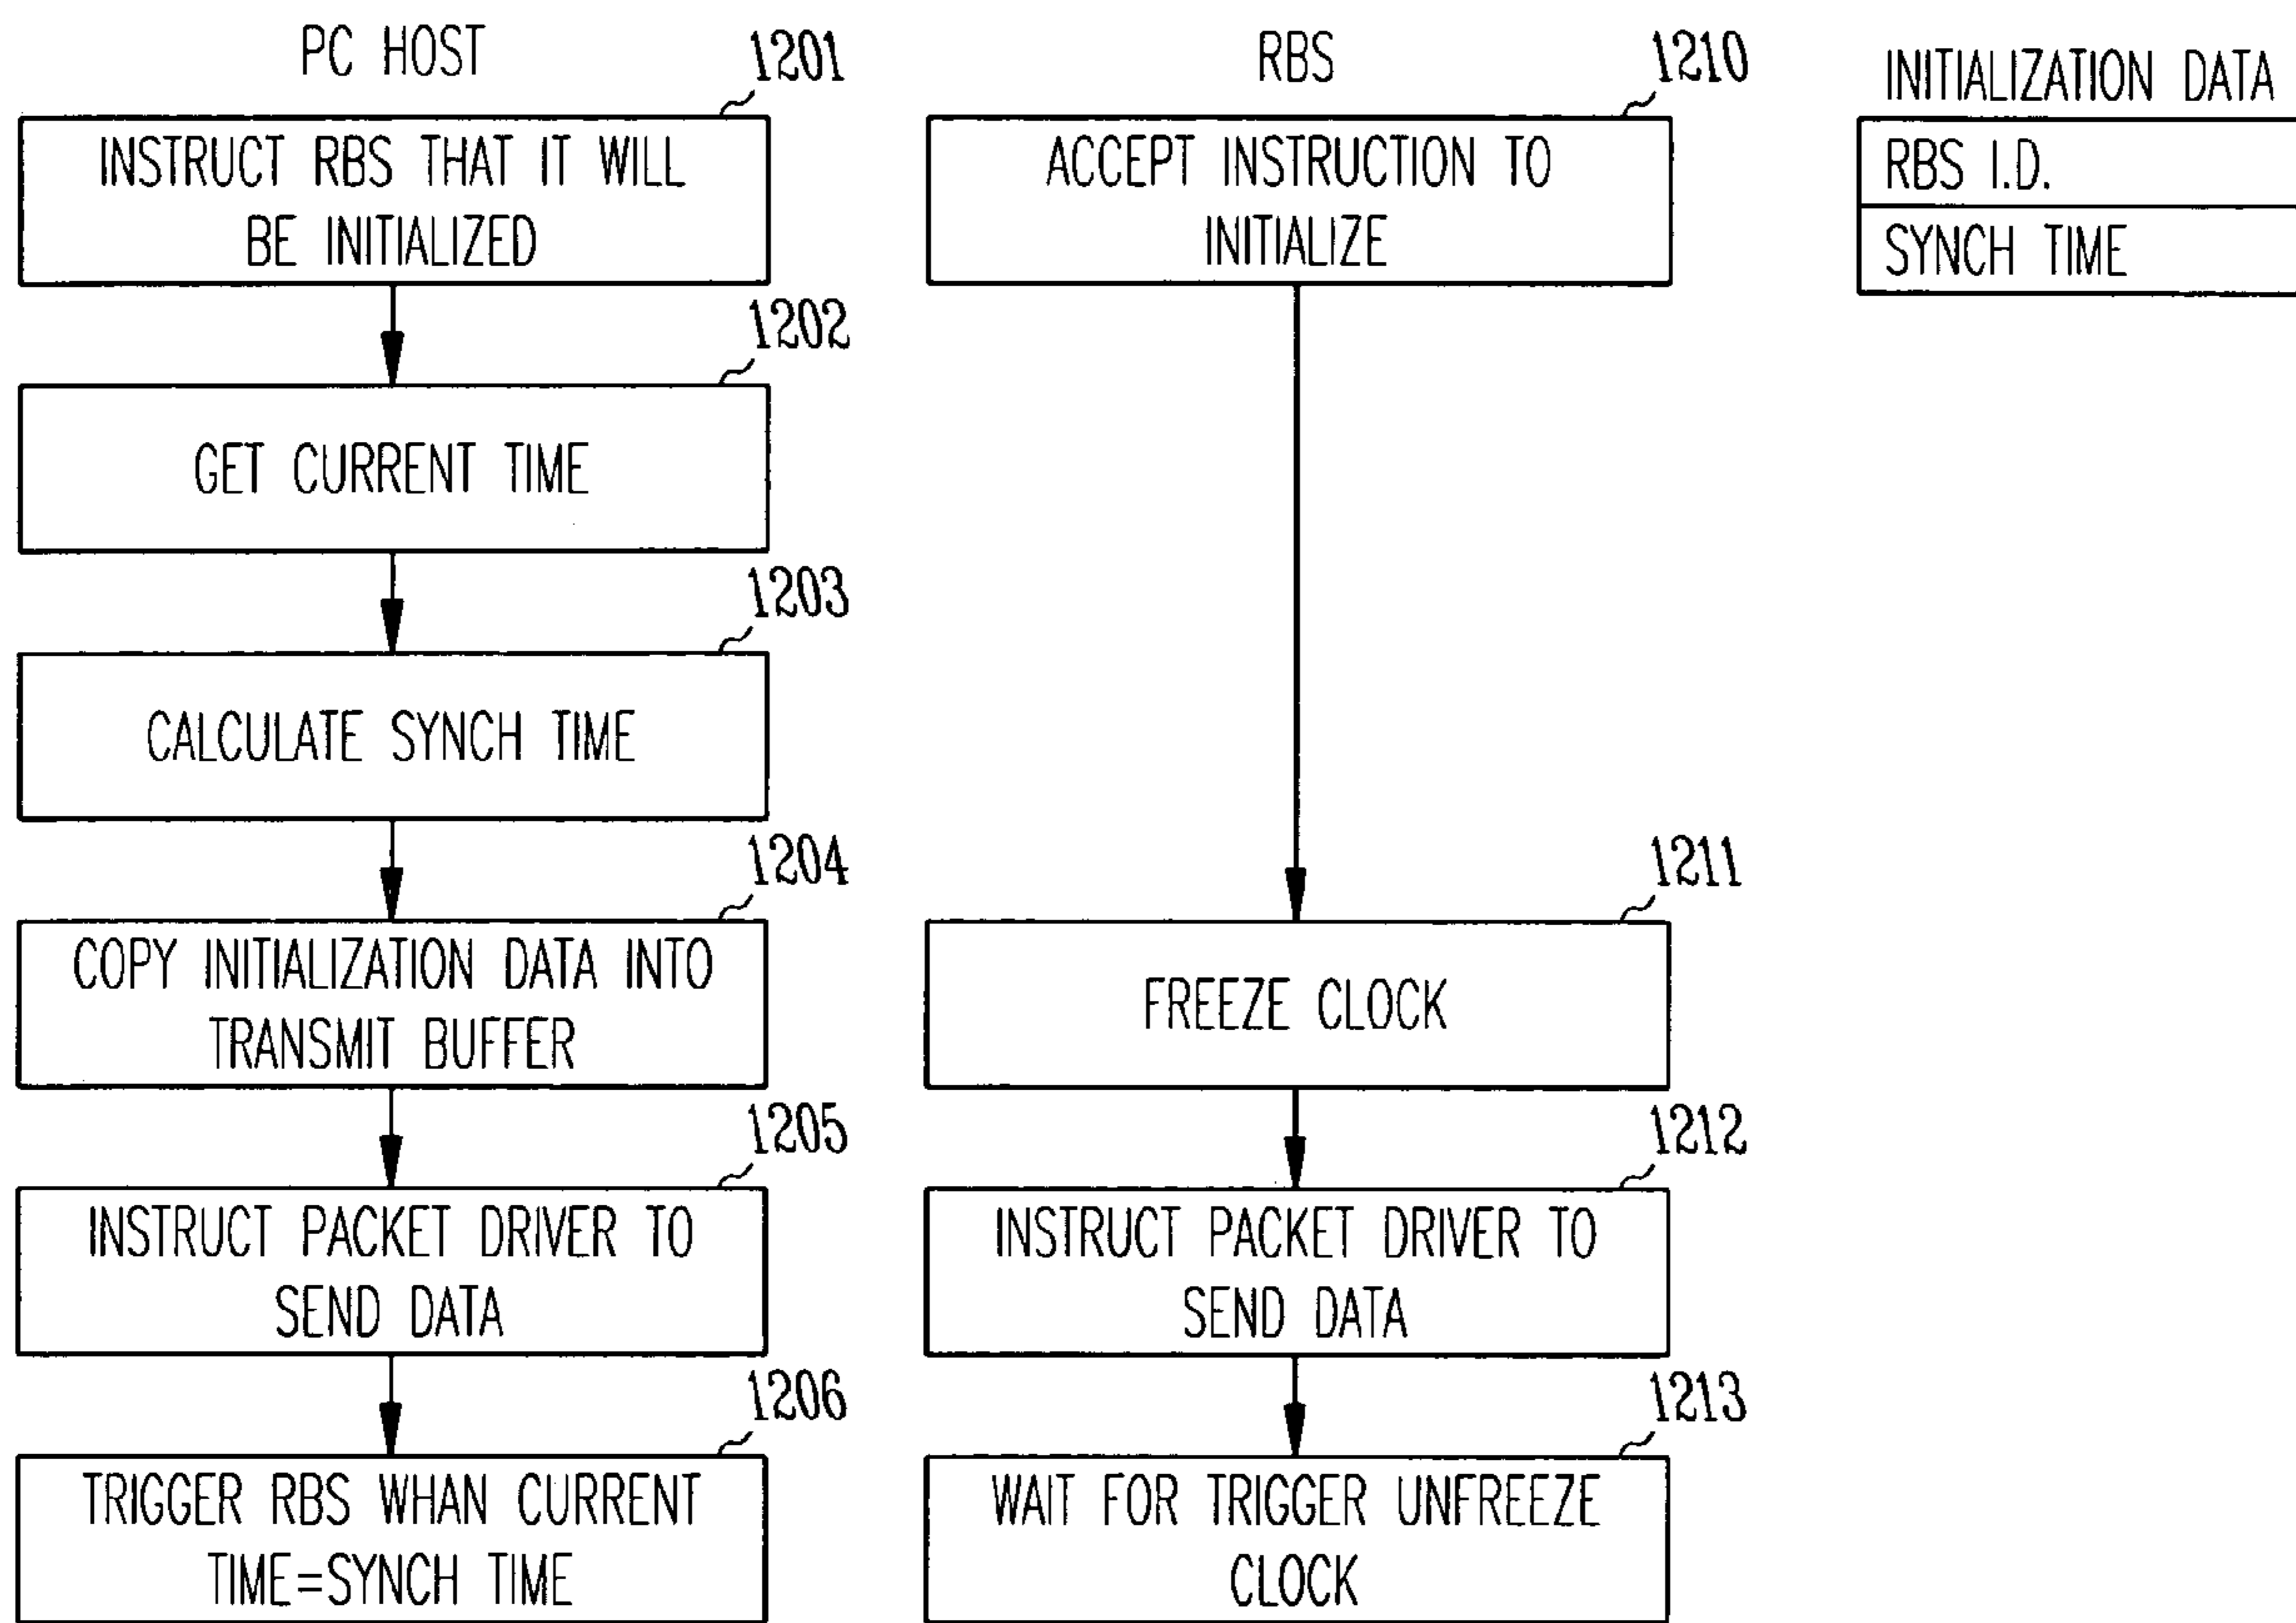 PC HOST
1201
INSTRUCT RBS THAT IT WILL
BE INITIALIZED
1202
GET CURRENT TIME
1203
CALCULATE SYNCH TIME
1204
COPY INITIALIZATION DATA INTO
TRANSMIT BUFFER
1205
INSTRUCT PACKET DRIVER TO
SEND DATA
1206
TRIGGER RBS WHAN CURRENT
TIME=SYNCH TIME
RBS
1210
ACCEPT INSTRUCTION TO
INITIALIZE
1211
FREEZE CLOCK
1212
INSTRUCT PACKET DRIVER TO
SEND DATA
1213
WAIT FOR TRIGGER UNFREEZE
CLOCK
INITIALIZATION DATA
RBS I.D.
SYNCH TIME